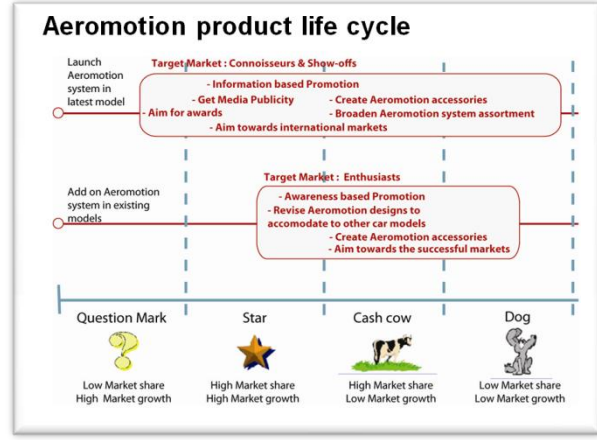 Aeromotion product life cycle
Launch
Aeromotion
system in
latest model
Target Market : Connoisseurs & Show-offs
- Information based Promotion
- Get Media Publicity
- Create Aeromotion accessories
- Aim for awards
- Broaden Aeromotion system assortment
- Aim towards international markets
Add on Aeromotion
system in existing
models
Target Market : Enthusiasts
- Awareness based Promotion
- Revise Aeromotion designs to
accomodate to other car models
- Create Aeromotion accessories
- Aim towards the successful markets
Question Mark
Star
Cash cow
Dog
Low Market share
High Market growth
High Market share
High Market growth
High Market share
Low Market growth
Low Market share
Low Market growth